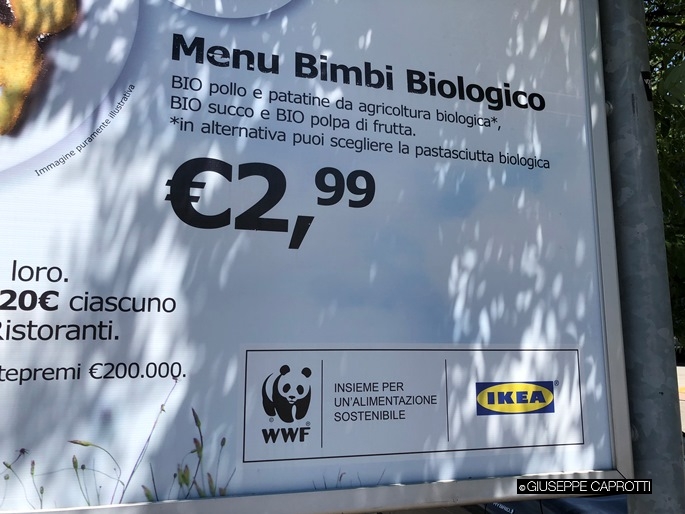 Menu Bimbi Biologico
BIO pollo e patatine da agricoltura biologica*,
BIO succo e BIO polpa di frutta.
*in alternativa puoi scegliere la pastasciutta biologica
Immagine puramente illustrativa
€2,99
loro.
20€ ciascuno
Ristoranti.
tepremi €200.000.
WWF
INSIEME PER
UN'ALIMENTAZIONE
SOSTENIBILE
IKEA®
©GIUSEPPE CAPROTTI